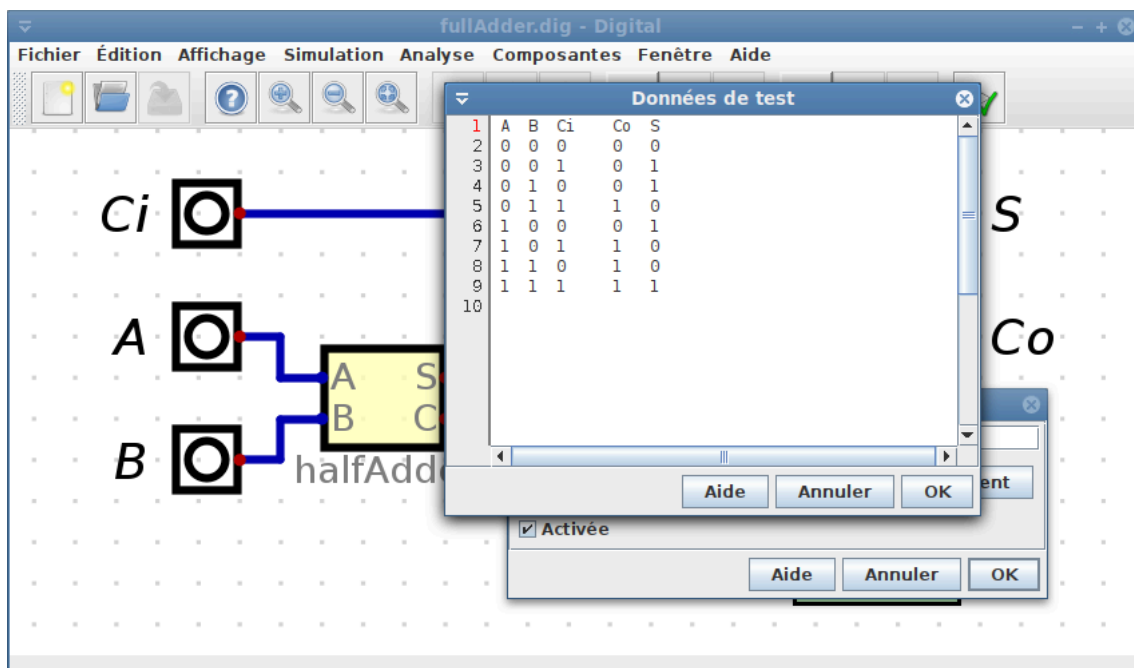 fullAdder.dig - Digital
Fichier Édition Affichage Simulation Analyse Composantes Fenêtre Aide
Données de test
1 A B Ci Co S
2 0 0 0 0 0
3 0 0 1 0 1
4 0 1 0 0 1
5 0 1 1 1 0
6 1 0 0 0 1
7 1 0 1 1 0
8 1 1 0 1 0
9 1 1 1 1 1
10
Ci
S
A
Co
A S
B C
B
halfAdde
Aide Annuler OK
ent
Activée
Aide Annuler OK